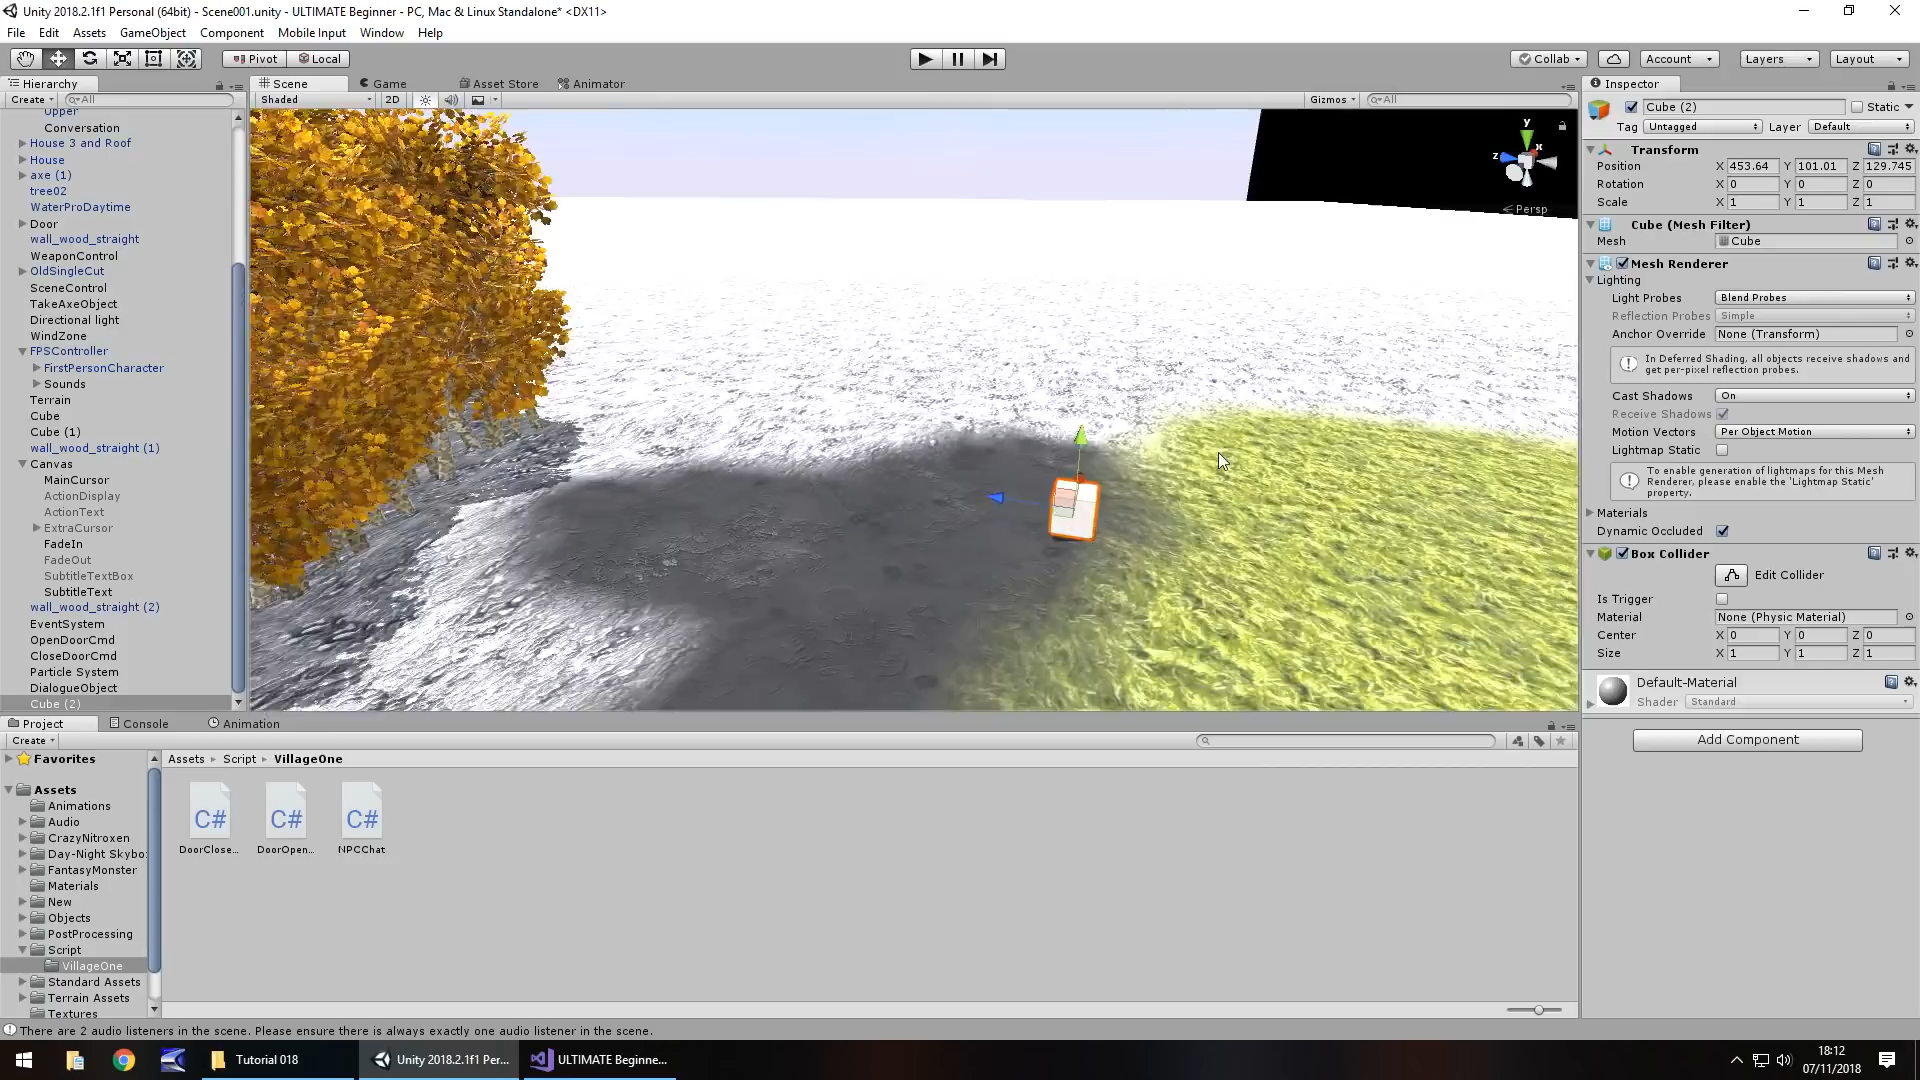 Unity 2018.2.1f1 Personal (64bit) - Scene001.unity - ULTIMATE Beginner - PC, Mac & Linux Standalone* <DX11>
File Edit Assets GameObject Component Mobile Input Window Help
Pivot Local Collab Account Layers Layout
Hierarchy
Create All
Upper
Conversation
House 3 and Roof
House
axe (1)
tree02
WaterProDaytime
Door
wall_wood_straight
WeaponControl
OldSingleCut
SceneControl
TakeAxeObject
Directional light
WindZone
FPSController
FirstPersonCharacter
Sounds
Terrain
Cube
Cube (1)
wall_wood_straight (1)
Canvas
MainCursor
ActionDisplay
ActionText
ExtraCursor
FadeIn
FadeOut
SubtitleTextBox
SubtitleText
wall_wood_straight (2)
EventSystem
OpenDoorCmd
CloseDoorCmd
Particle System
DialogueObject
Cube (2)
Scene Game Asset Store Animator
Shaded 2D Gizmos All
y
x
z
Persp
Inspector
Cube (2) Static
Tag Untagged Layer Default
Transform
Position X 453.64 Y 101.01 Z 129.745
Rotation X 0 Y 0 Z 0
Scale X 1 Y 1 Z 1
Cube (Mesh Filter)
Mesh Cube
Mesh Renderer
Lighting
Light Probes Blend Probes
Reflection Probes Simple
Anchor Override None (Transform)
In Deferred Shading, all objects receive shadows and
get per-pixel reflection probes.
Cast Shadows On
Receive Shadows
Motion Vectors Per Object Motion
Lightmap Static
To enable generation of lightmaps for this Mesh
Renderer, please enable the 'Lightmap Static'
property.
Materials
Dynamic Occluded
Box Collider
Edit Collider
Is Trigger
Material None (Physic Material)
Center X 0 Y 0 Z 0
Size X 1 Y 1 Z 1
Default-Material
Shader Standard
Add Component
Project Console Animation
Create
Favorites
Assets
Animations
Audio
CrazyNitroxen
Day-Night Skybo
FantasyMonster
Materials
New
Objects
PostProcessing
Script
VillageOne
Standard Assets
Terrain Assets
Textures
Assets Script VillageOne
C# C# C#
DoorClose... DoorOpen... NPCChat
There are 2 audio listeners in the scene. Please ensure there is always exactly one audio listener in the scene.
Tutorial 018 Unity 2018.2.1f1 Per... ULTIMATE Beginne...
18:12
07/11/2018